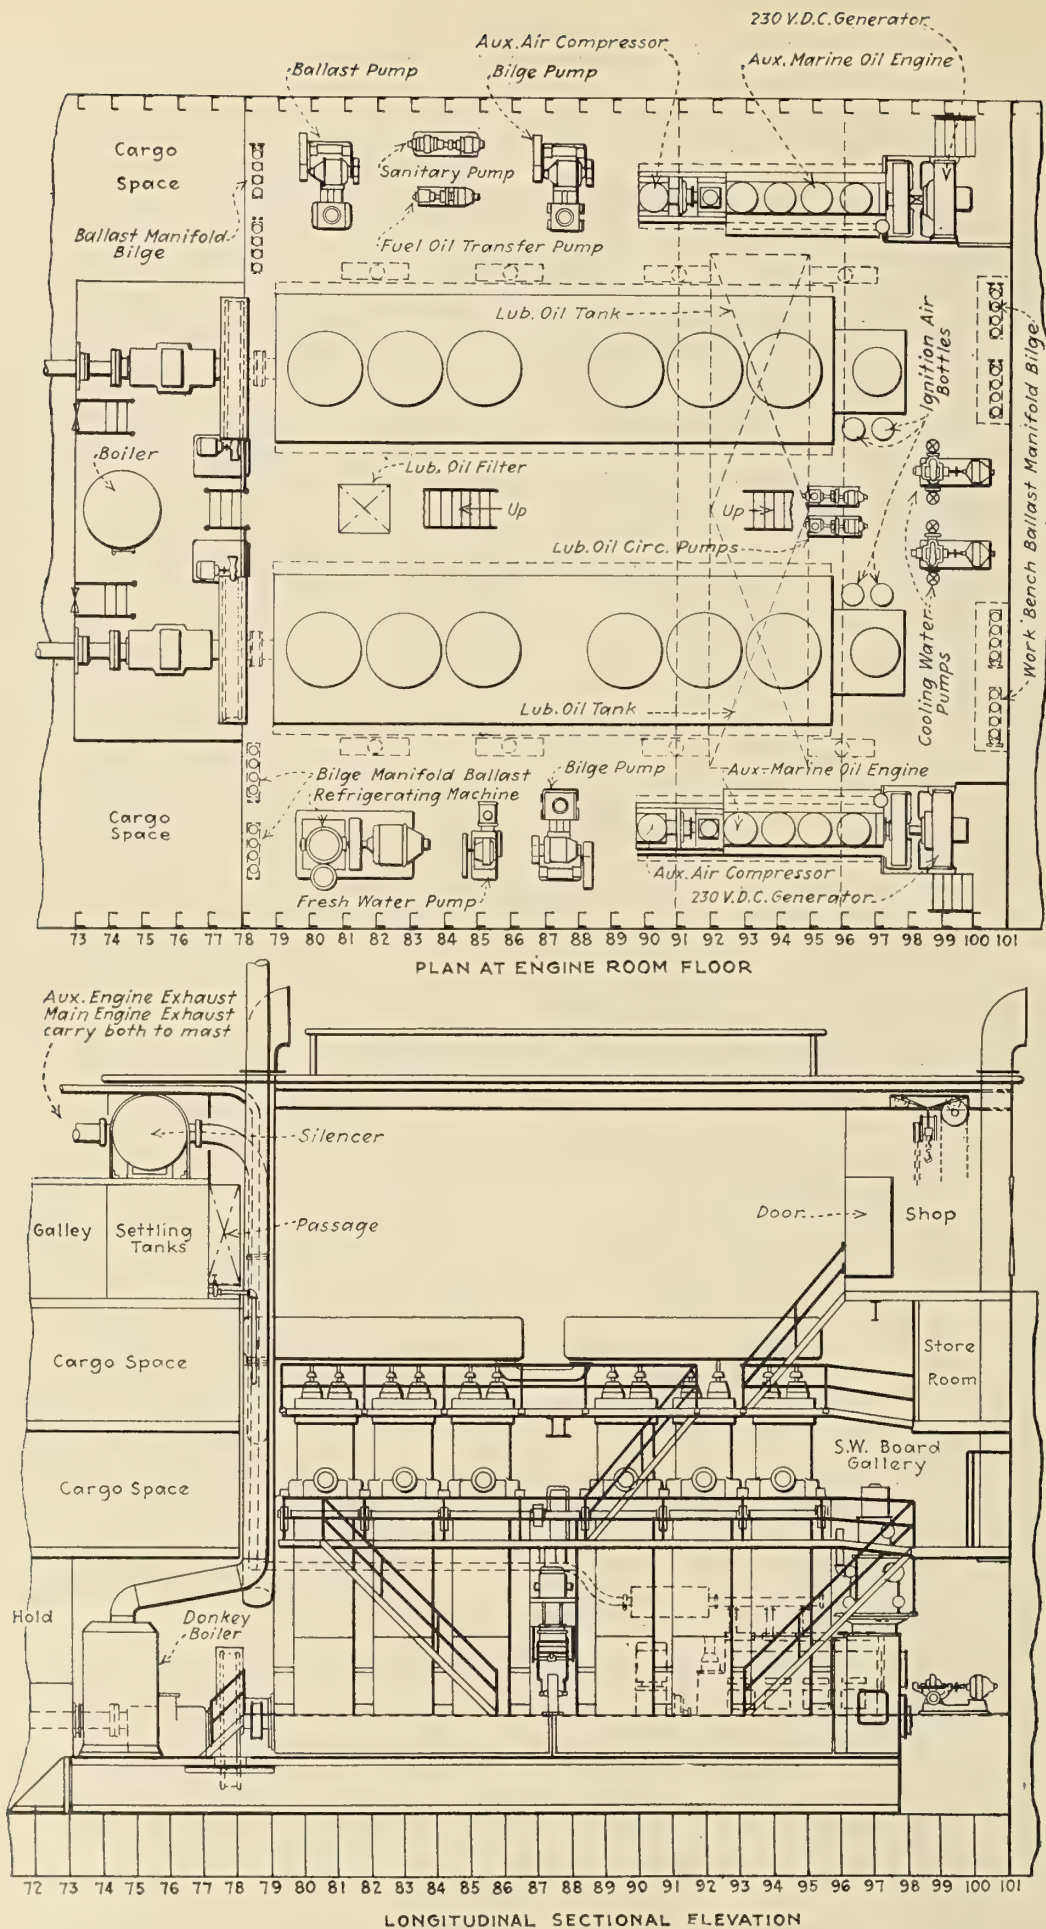 230 V.D.C. Generator
Aux. Air Compressor
Aux. Marine Oil Engine
Ballast Pump
Bilge Pump
Cargo
Space
Sanitary Pump
Ballast Manifold
Bilge
Fuel Oil Transfer Pump
Lub. Oil Tank
Ignition Air
Bottles
Boiler
Lub. Oil Filter
Up
Up
Lub. Oil Circ. Pumps
Cooling Water
Pumps
Work Bench Ballast Manifold Bilge
Lub. Oil Tank
Bilge Manifold Ballast
Refrigerating Machine
Bilge Pump
Aux-Marine Oil Engine
Cargo
Space
Aux. Air Compressor
Fresh Water Pump
230 V.D.C. Generator
73 74 75 76 77 78 79 80 81 82 83 84 85 86 87 88 89 90 91 92 93 94 95 96 97 98 99 100 101
PLAN AT ENGINE ROOM FLOOR
Aux. Engine Exhaust
Main Engine Exhaust
carry both to mast
Silencer
Galley
Settling
Tanks
Passage
Door
Shop
Cargo Space
Store
Room
S.W. Board
Gallery
Cargo Space
Hold
Donkey
Boiler
72 73 74 75 76 77 78 79 80 81 82 83 84 85 86 87 88 89 90 91 92 93 94 95 96 97 98 99 100 101
LONGITUDINAL SECTIONAL ELEVATION